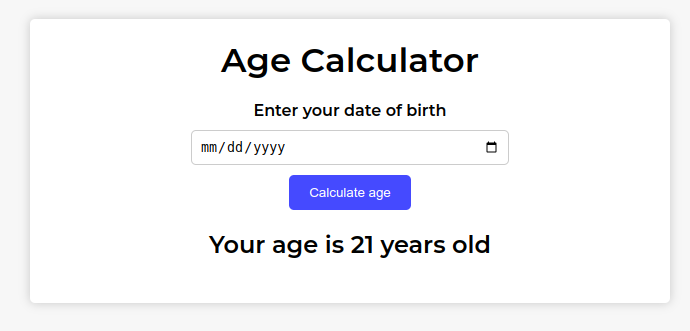 Age Calculator
Enter your date of birth
mm/dd/yyyy
Calculate age
Your age is 21 years old